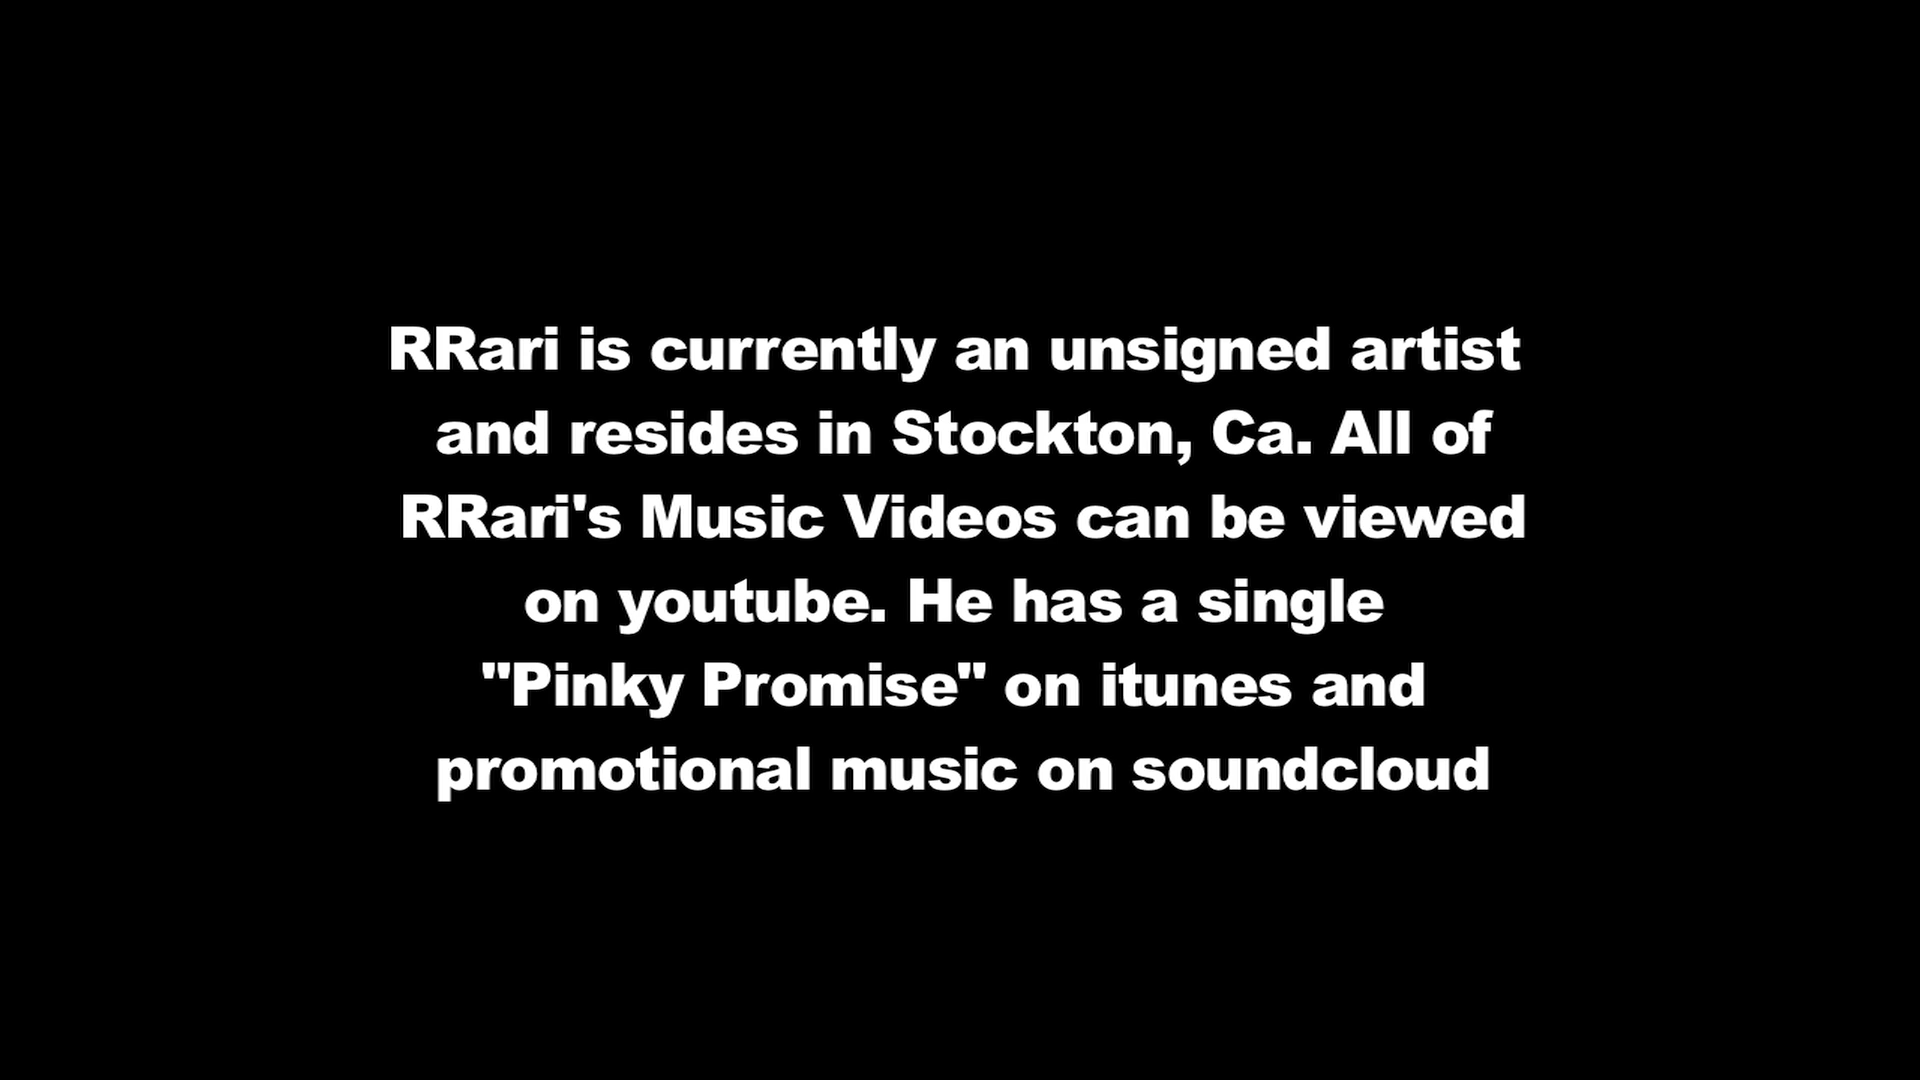 RRari is currently an unsigned artist
and resides in Stockton, Ca. All of
RRari's Music Videos can be viewed
on youtube. He has a single
"Pinky Promise" on itunes and
promotional music on soundcloud